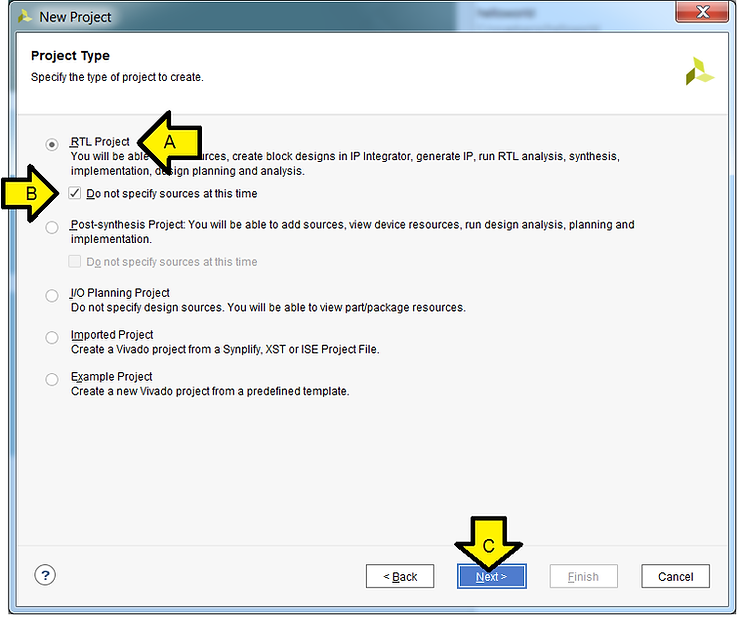 New Project
Project Type
Specify the type of project to create.
RTL Project
A
You will be able sources, create block designs in IP Integrator, generate IP, run RTL analysis, synthesis,
implementation, design planning and analysis.
B
Do not specify sources at this time
Post-synthesis Project: You will be able to add sources, view device resources, run design analysis, planning and
implementation.
Do not specify sources at this time
I/O Planning Project
Do not specify design sources. You will be able to view part/package resources.
Imported Project
Create a Vivado project from a Synplify, XST or ISE Project File.
Example Project
Create a new Vivado project from a predefined template.
C
?
< Back
Next >
Finish
Cancel